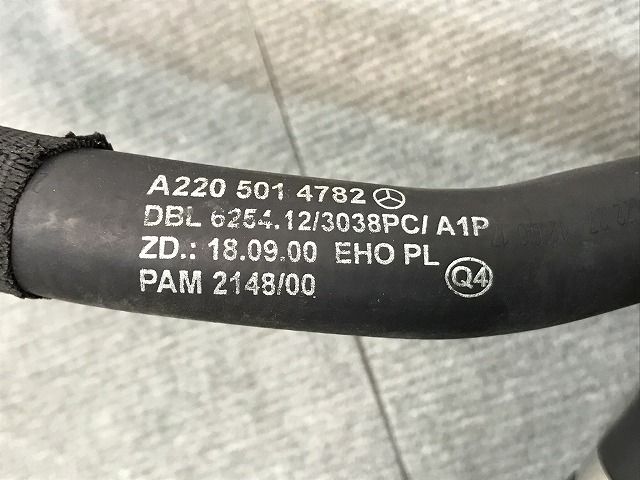 A220 501 4782
DBL 6254.12/3038PC/ A1P
ZD.: 18.09.00 EHO PL
PAM 2148/00
Q4